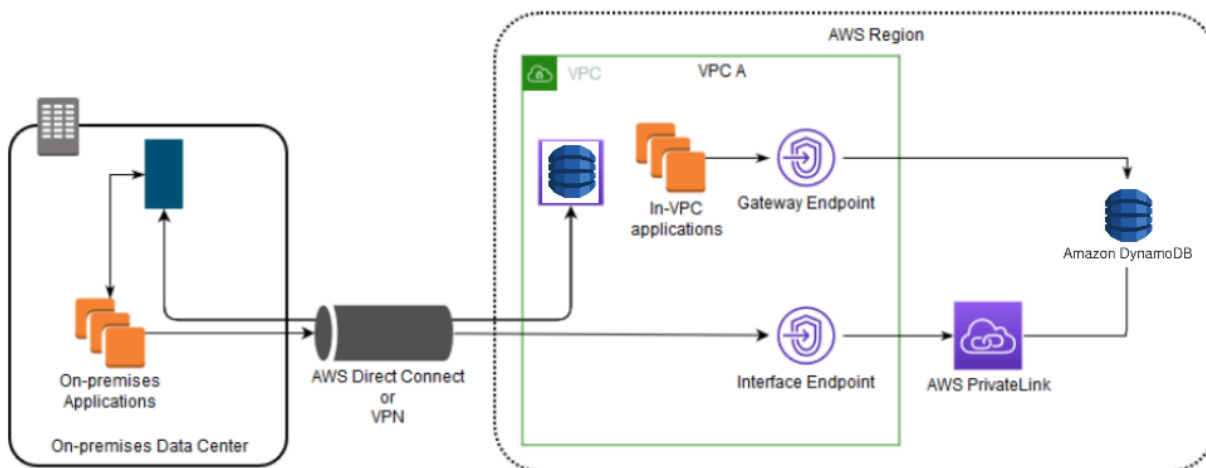 AWS Region
VPC
VPC A
In-VPC
applications
Gateway Endpoint
Amazon DynamoDB
On-premises
Applications
AWS Direct Connect
or
VPN
Interface Endpoint
AWS PrivateLink
On-premises Data Center